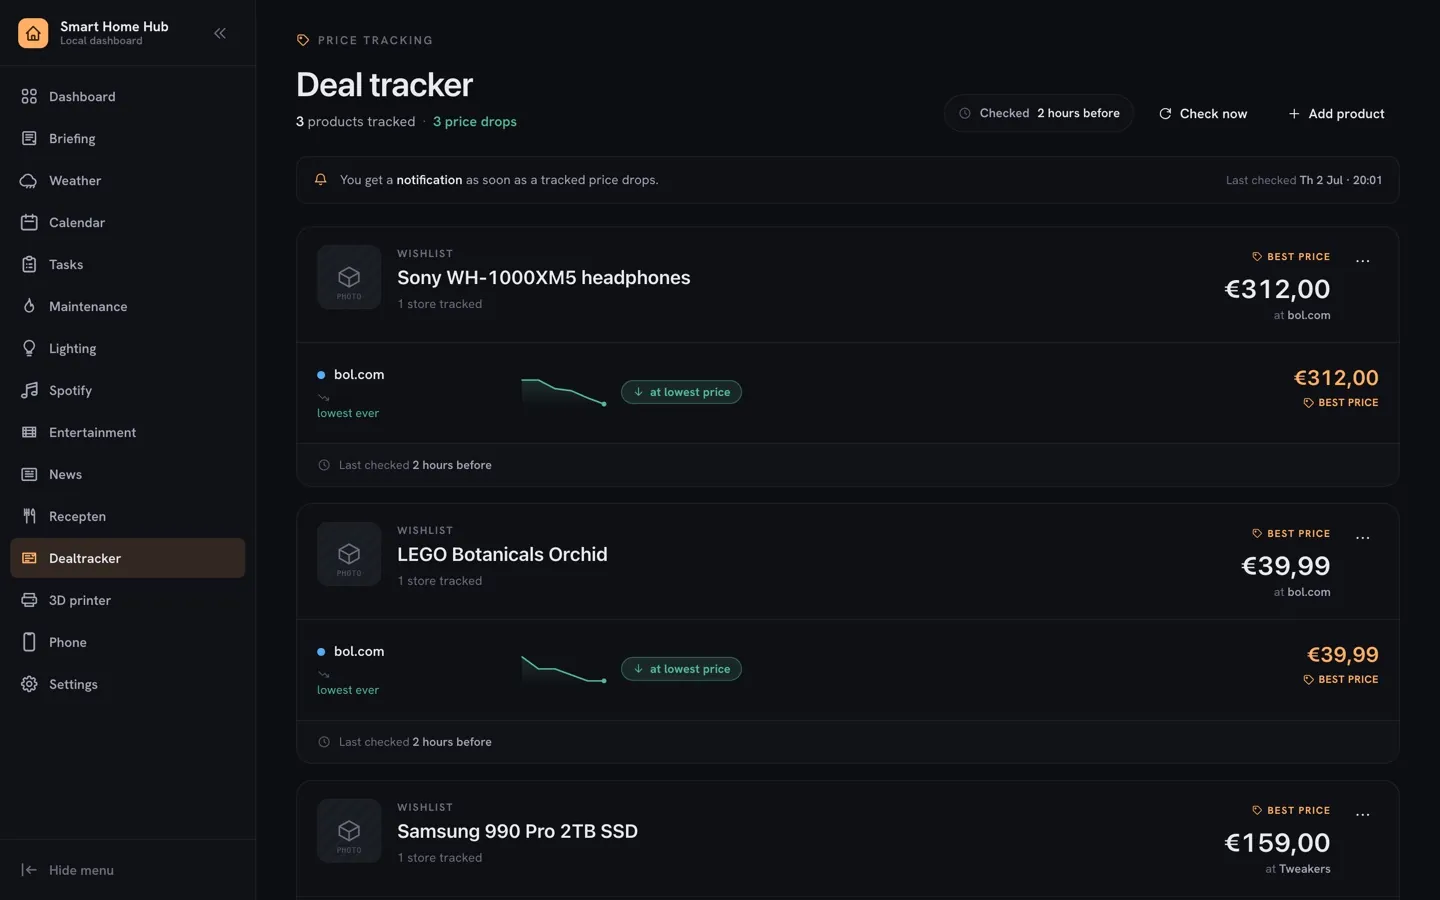 Smart Home Hub
Local dashboard
Dashboard
Briefing
Weather
Calendar
Tasks
Maintenance
Lighting
Spotify
Entertainment
News
Recepten
Dealtracker
3D printer
Phone
Settings
Hide menu
PRICE TRACKING
Deal tracker
3 products tracked · 3 price drops
Checked 2 hours before
Check now
+ Add product
You get a notification as soon as a tracked price drops.
Last checked Th 2 Jul · 20:01
PHOTO
WISHLIST
Sony WH-1000XM5 headphones
1 store tracked
BEST PRICE
€312,00
at bol.com
bol.com
lowest ever
↓ at lowest price
€312,00
BEST PRICE
Last checked 2 hours before
PHOTO
WISHLIST
LEGO Botanicals Orchid
1 store tracked
BEST PRICE
€39,99
at bol.com
bol.com
lowest ever
↓ at lowest price
€39,99
BEST PRICE
Last checked 2 hours before
PHOTO
WISHLIST
Samsung 990 Pro 2TB SSD
1 store tracked
BEST PRICE
€159,00
at Tweakers